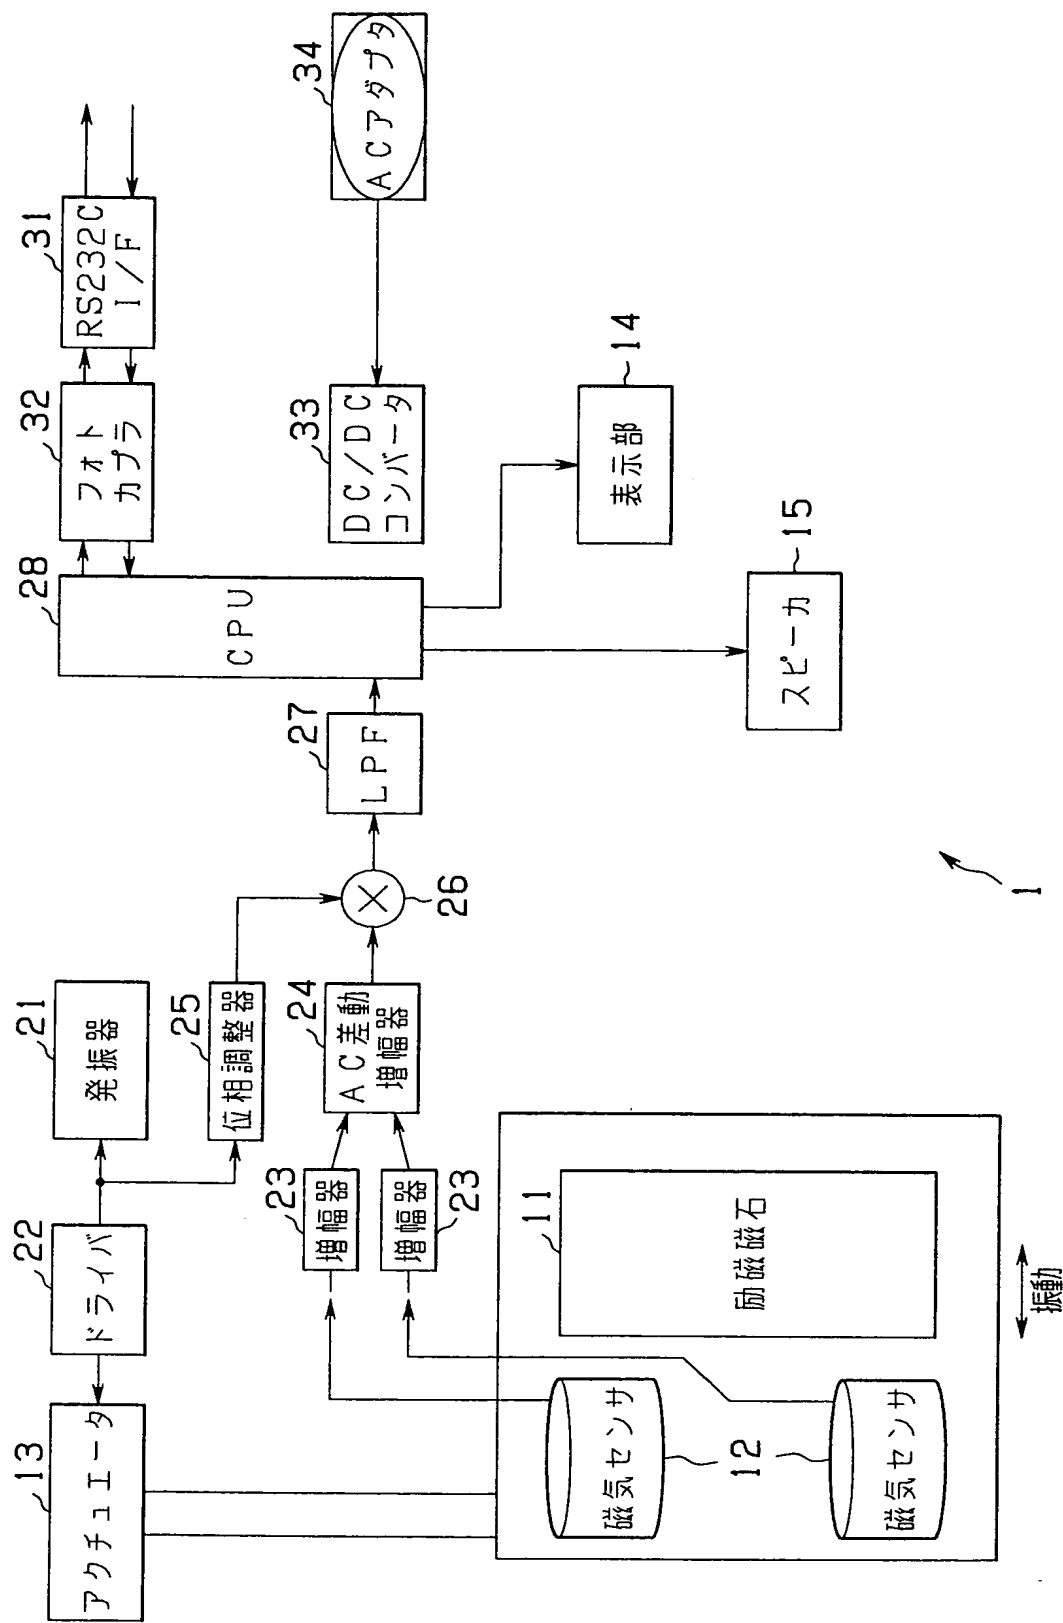 13
アクチュエータ
22
ドライバ
21
発振器
25
位相調整器
23
増幅器
23
増幅器
24
AC差動
増幅器
26
27
LPF
28
CPU
32
フォト
カプラ
31
RS232C
I/F
33
DC/DC
コンバータ
34
ACアダプタ
14
表示部
15
スピーカ
磁気センサ
12
磁気センサ
11
励磁磁石
振動
1